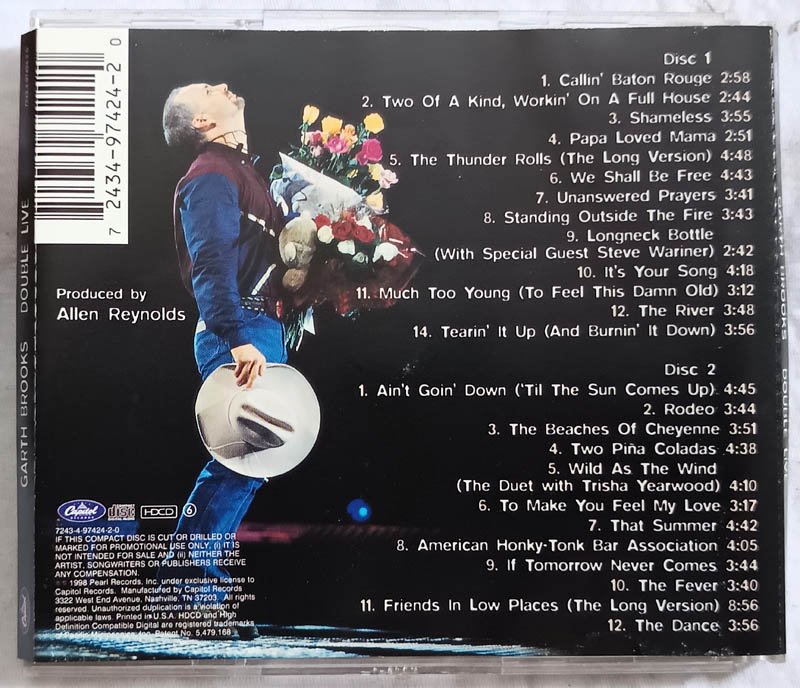 GARTH BROOKS DOUBLE LIVE
7 2434-97424-2 0
Disc 1
1. Callin' Baton Rouge 2:58
2. Two Of A Kind, Workin' On A Full House 2:44
3. Shameless 3:55
4. Papa Loved Mama 2:51
5. The Thunder Rolls (The Long Version) 4:48
6. We Shall Be Free 4:43
7. Unanswered Prayers 3:41
8. Standing Outside The Fire 3:43
9. Longneck Bottle
(With Special Guest Steve Wariner) 2:42
10. It's Your Song 4:18
11. Much Too Young (To Feel This Damn Old) 3:12
12. The River 3:48
14. Tearin' It Up (And Burnin' It Down) 3:56
Disc 2
1. Ain't Goin' Down ('Til The Sun Comes Up) 4:45
2. Rodeo 3:44
3. The Beaches Of Cheyenne 3:51
4. Two Piña Coladas 4:38
5. Wild As The Wind
(The Duet with Trisha Yearwood) 4:10
6. To Make You Feel My Love 3:17
7. That Summer 4:42
8. American Honky-Tonk Bar Association 4:05
9. If Tomorrow Never Comes 3:44
10. The Fever 3:40
11. Friends In Low Places (The Long Version) 8:56
12. The Dance 3:56
Produced by
Allen Reynolds
Capitol
RECORDS
COMPACT
disc
DIGITAL AUDIO
HDCD
6
7243-4-97424-2-0
IF THIS COMPACT DISC IS CUT OR DRILLED OR
MARKED FOR PROMOTIONAL USE ONLY, (i) IT IS
NOT INTENDED FOR SALE AND (ii) NEITHER THE
ARTIST, SONGWRITERS OR PUBLISHERS RECEIVE
ANY COMPENSATION.
℗ 1998 Pearl Records, Inc. under exclusive license to
Capitol Records. Manufactured by Capitol Records
3322 West End Avenue, Nashville, TN 37203. All rights
reserved. Unauthorized duplication is a violation of
applicable laws. Printed in U.S.A. HDCD and High
Definition Compatible Digital are registered trademarks
of Pacific Microsonics, Inc. Patent No. 5,479,168
GARTH BROOKS DOUBLE LIVE